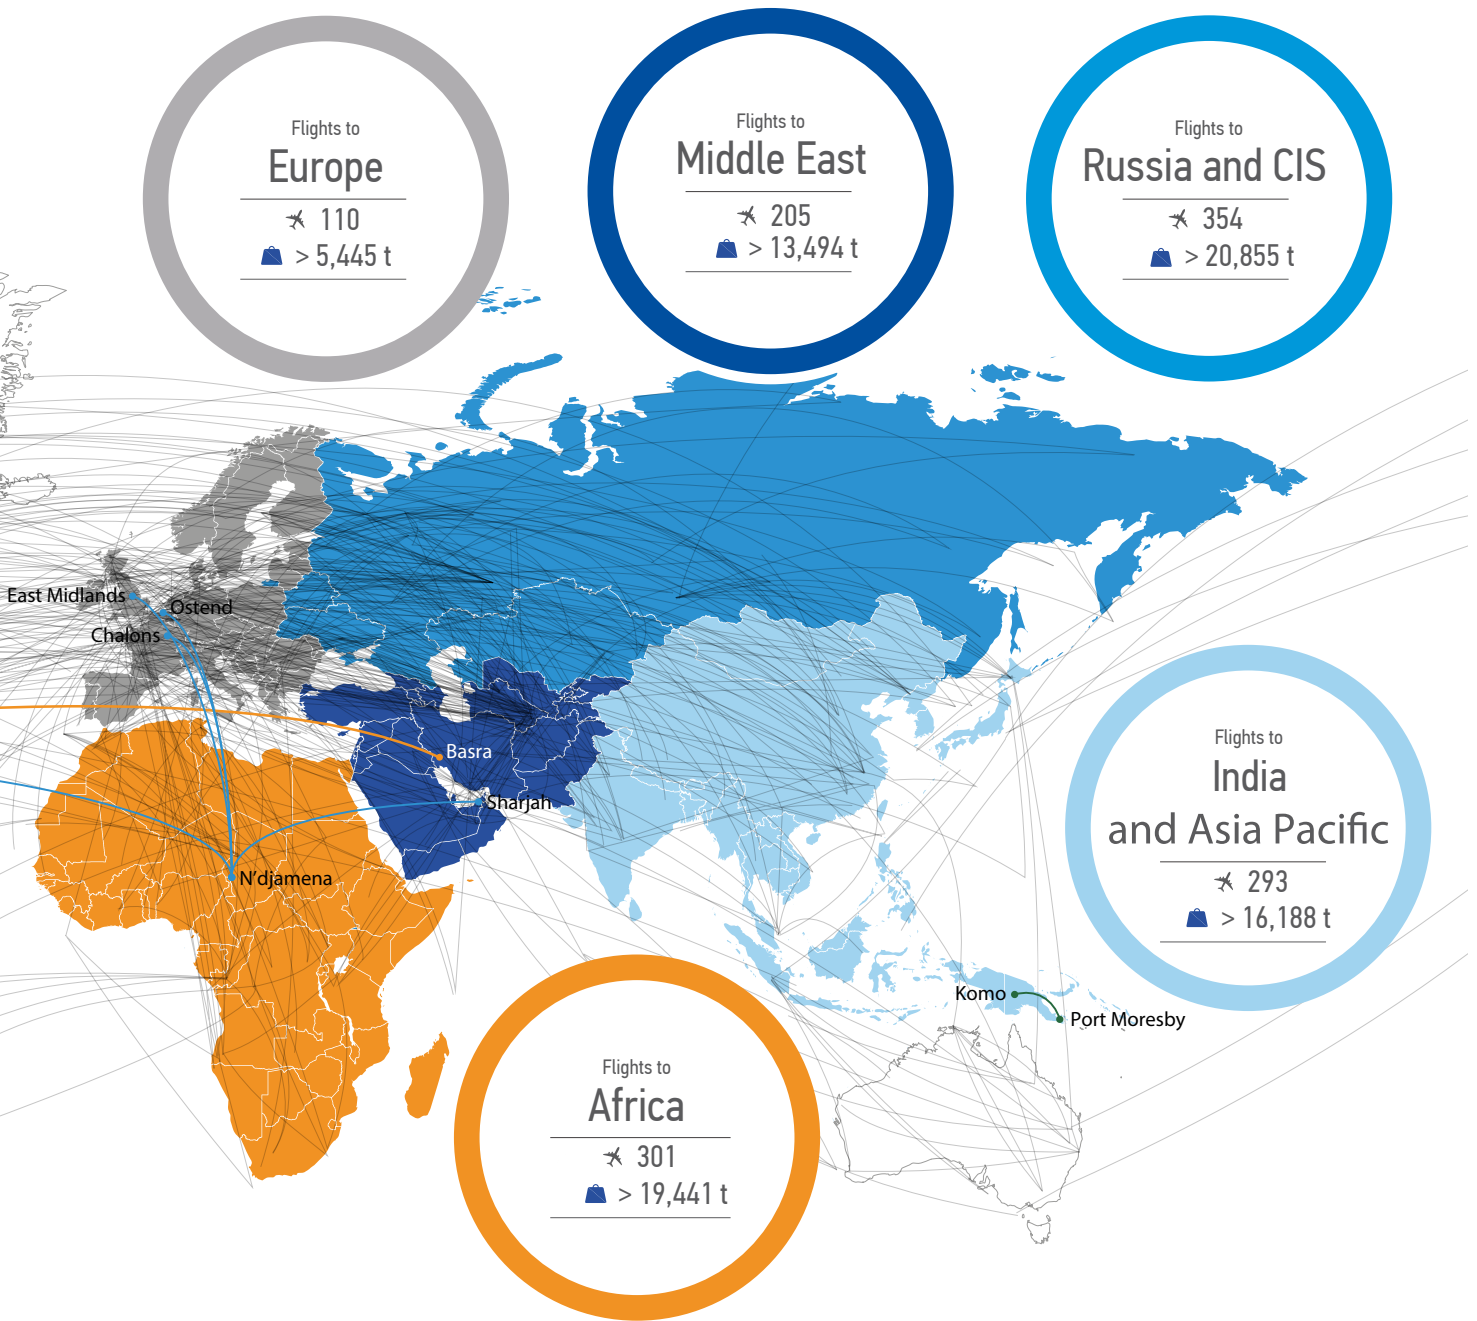 Flights to
Europe
110
> 5,445 t
Flights to
Middle East
205
> 13,494 t
Flights to
Russia and CIS
354
> 20,855 t
East Midlands
Ostend
Chalons
Basra
Sharjah
N'djamena
Flights to
India
and Asia Pacific
293
> 16,188 t
Komo
Port Moresby
Flights to
Africa
301
> 19,441 t